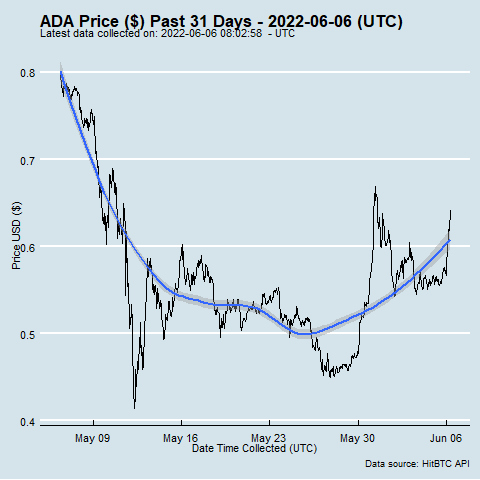 ADA Price ($) Past 31 Days - 2022-06-06 (UTC)
Latest data collected on: 2022-06-06 08:02:58 - UTC
0.8
0.7
0.6
0.5
0.4
Price USD ($)
May 09
May 16
May 23
May 30
Jun 06
Date Time Collected (UTC)
Data source: HitBTC API